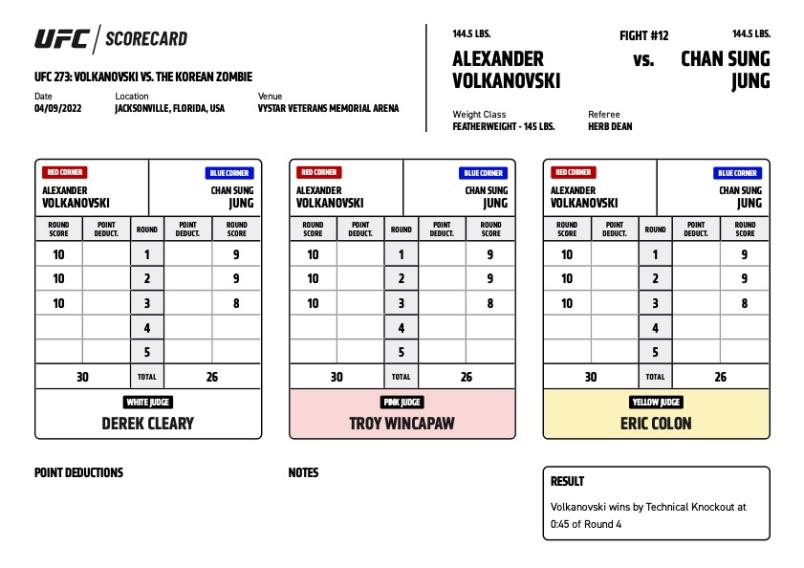 UFC SCORECARD
UFC 273: VOLKANOVSKI VS. THE KOREAN ZOMBIE
Date Location Venue
04/09/2022 JACKSONVILLE, FLORIDA, USA VYSTAR VETERANS MEMORIAL ARENA
144.5 LBS. FIGHT #12 144.5 LBS.
ALEXANDER vs. CHAN SUNG
VOLKANOVSKI JUNG
Weight Class Referee
FEATHERWEIGHT - 145 LBS. HERB DEAN
RED CORNER BLUE CORNER
ALEXANDER CHAN SUNG
VOLKANOVSKI JUNG
ROUND SCORE POINT DEDUCT. ROUND POINT DEDUCT. ROUND SCORE
10 1 9
10 2 9
10 3 8
4
5
30 TOTAL 26
WHITE JUDGE
DEREK CLEARY
RED CORNER BLUE CORNER
ALEXANDER CHAN SUNG
VOLKANOVSKI JUNG
ROUND SCORE POINT DEDUCT. ROUND POINT DEDUCT. ROUND SCORE
10 1 9
10 2 9
10 3 8
4
5
30 TOTAL 26
PINK JUDGE
TROY WINCAPAW
RED CORNER BLUE CORNER
ALEXANDER CHAN SUNG
VOLKANOVSKI JUNG
ROUND SCORE POINT DEDUCT. ROUND POINT DEDUCT. ROUND SCORE
10 1 9
10 2 9
10 3 8
4
5
30 TOTAL 26
YELLOW JUDGE
ERIC COLON
POINT DEDUCTIONS
NOTES
RESULT
Volkanovski wins by Technical Knockout at
0:45 of Round 4